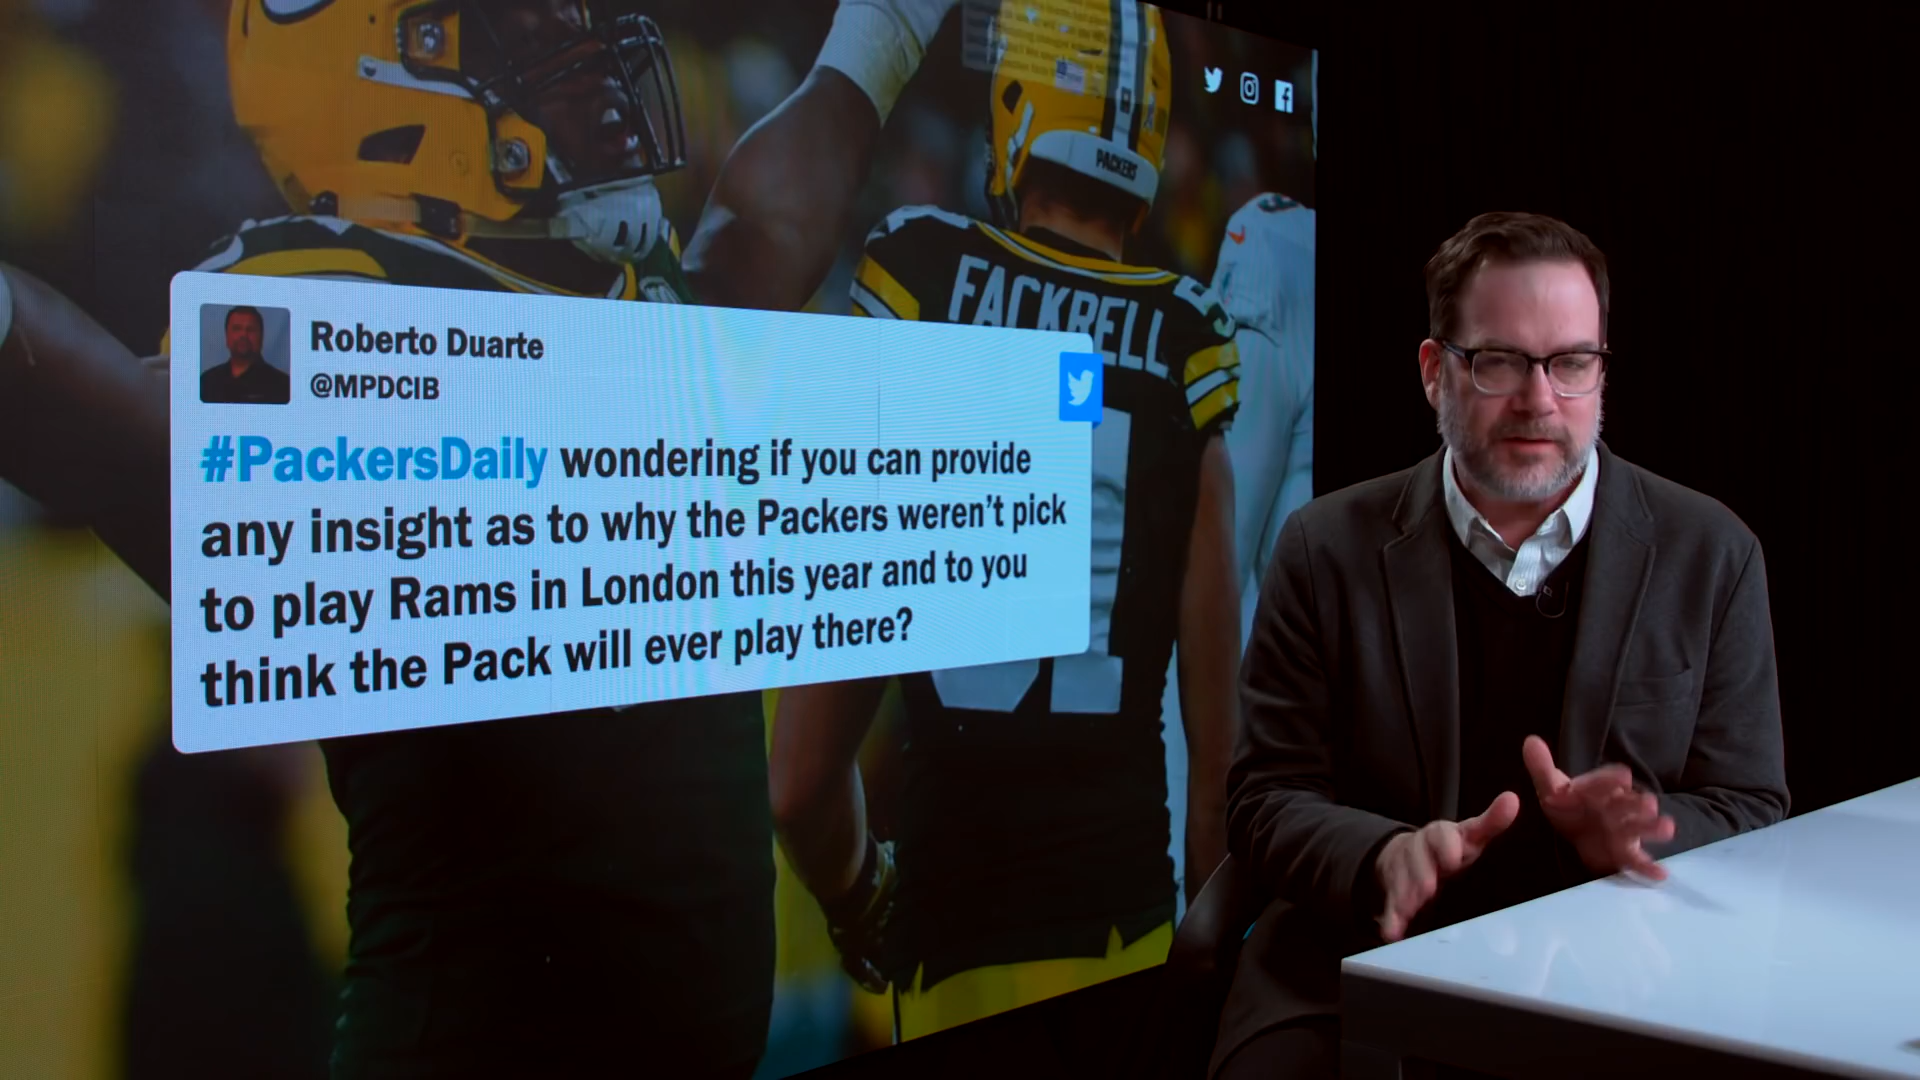 PACKERS
FACKRELL
Roberto Duarte
@MPDCIB
#PackersDaily wondering if you can provide
any insight as to why the Packers weren't pick
to play Rams in London this year and to you
think the Pack will ever play there?